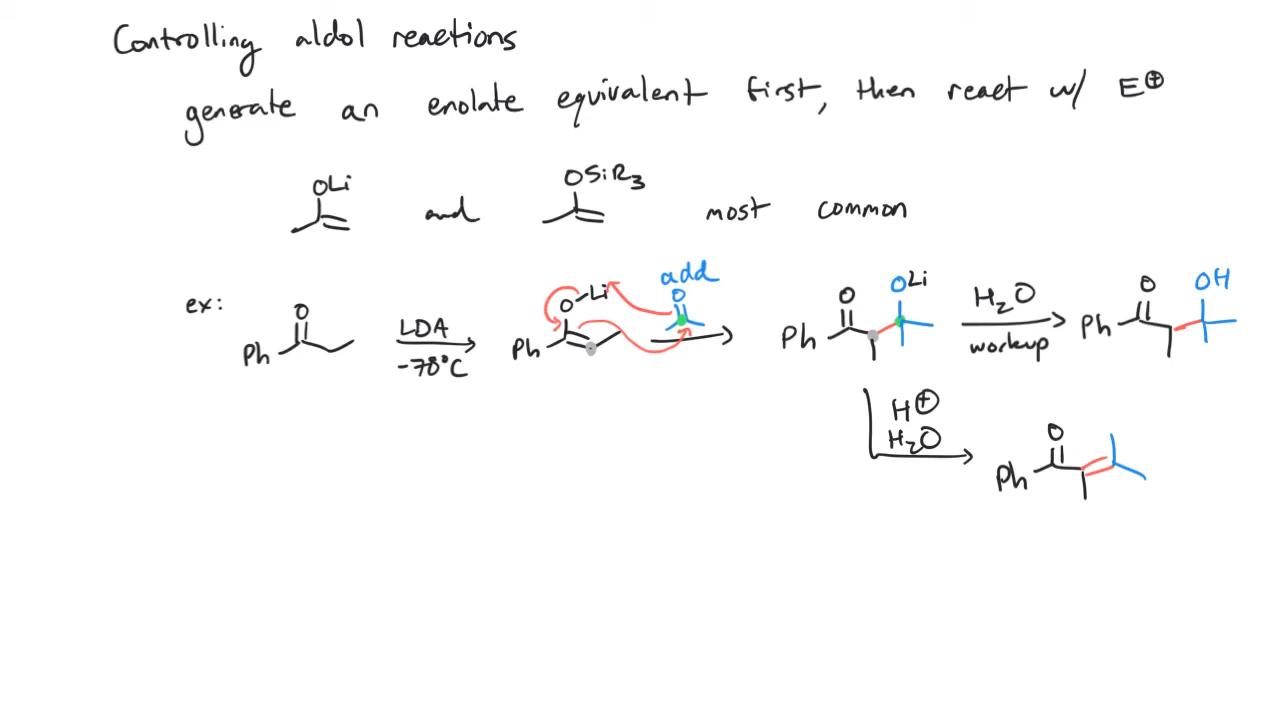 Controlling aldol reactions
generate an enolate equivalent first, then react w/ E⊕
OLi
and
OSiR₃
most common
ex:
O
Ph
LDA
-78°C
O-Li
Ph
add
O
O
OLi
Ph
H₂O
workup
O
OH
Ph
H⊕
H₂O
O
Ph